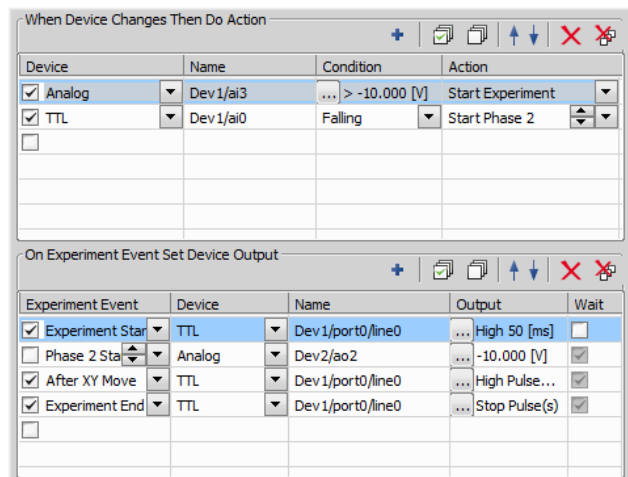 When Device Changes Then Do Action
Device Name Condition Action
Analog Dev1/ai3 ... > -10.000 [V] Start Experiment
TTL Dev1/ai0 Falling Start Phase 2
On Experiment Event Set Device Output
Experiment Event Device Name Output Wait
Experiment Star TTL Dev1/port0/line0 ... High 50 [ms]
Phase 2 Sta Analog Dev2/ao2 ... -10.000 [V]
After XY Move TTL Dev1/port0/line0 ... High Pulse...
Experiment End TTL Dev1/port0/line0 ... Stop Pulse(s)